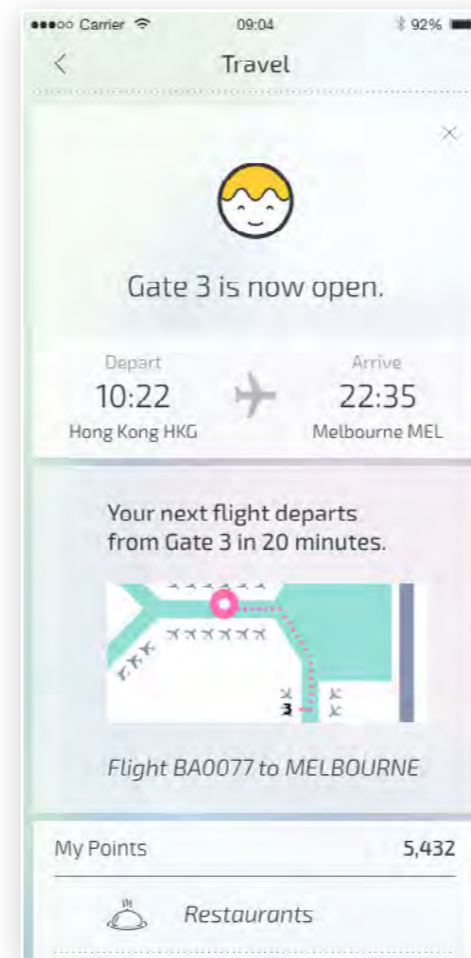 Carrier 09:04 92%
Travel
Gate 3 is now open.
Depart Arrive
10:22 22:35
Hong Kong HKG Melbourne MEL
Your next flight departs
from Gate 3 in 20 minutes.
3
Flight BA0077 to MELBOURNE
My Points 5,432
Restaurants